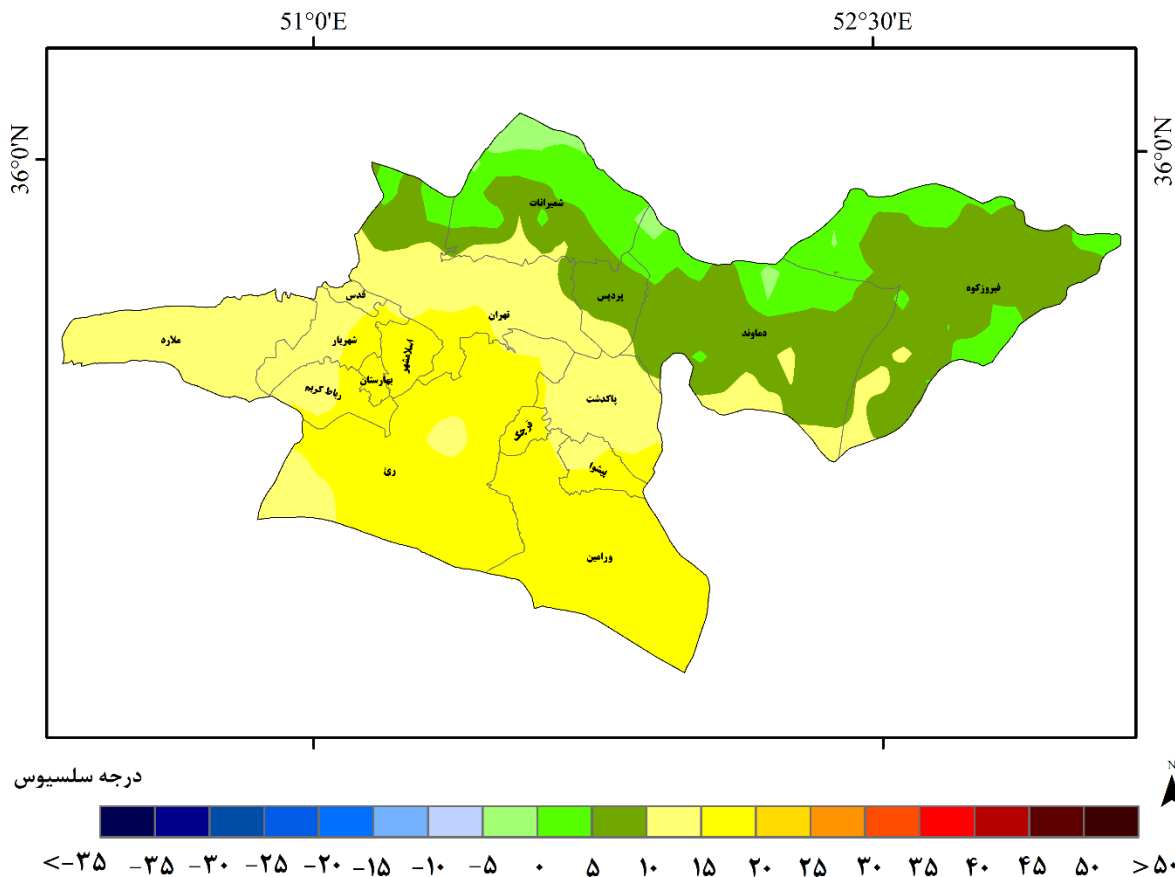 51°0'E 52°30'E
36°0'N 36°0'N
شمیرانات
فیروزکوه
پردیس
قدس
تهران
دماوند
ملارد
شهریار
اسلامشهر
بهارستان
رباط کریم
پاکدشت
قرچک
پیشوا
ری
ورامین
درجه سلسیوس
N
<-۳۵ -۳۵ -۳۰ -۲۵ -۲۰ -۱۵ -۱۰ -۵ ۰ ۵ ۱۰ ۱۵ ۲۰ ۲۵ ۳۰ ۳۵ ۴۰ ۴۵ ۵۰ >۵۰